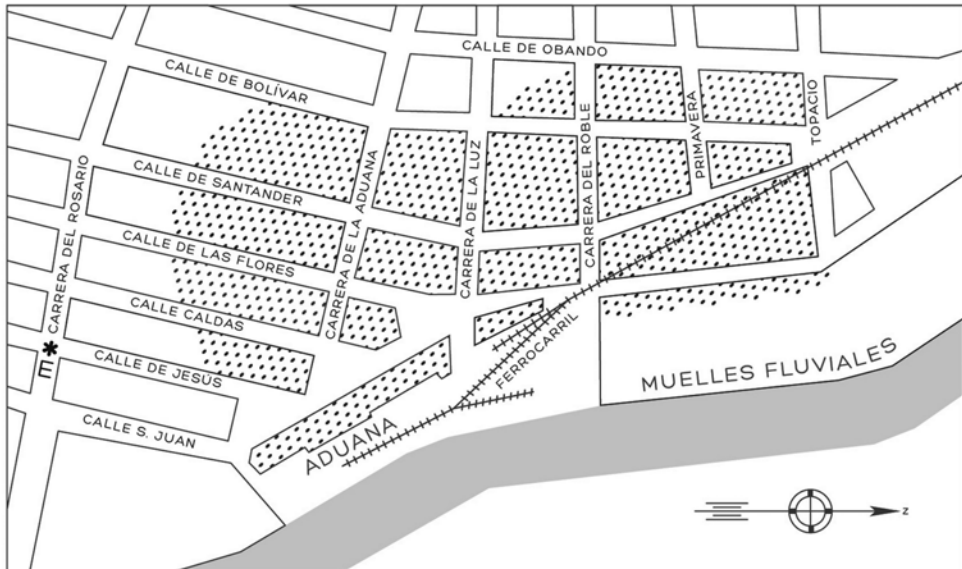 CALLE DE OBANDO
CALLE DE BOLÍVAR
TOPACIO
PRIMAVERA
CARRERA DEL ROBLE
CARRERA DE LA LUZ
CARRERA DE LA ADUANA
CARRERA DEL ROSARIO
CALLE DE SANTANDER
CALLE DE LAS FLORES
CALLE CALDAS
CALLE DE JESÜS
CALLE S. JUAN
FERROCARRIL
MUELLES FLUVIALES
ADUANA
* E
N